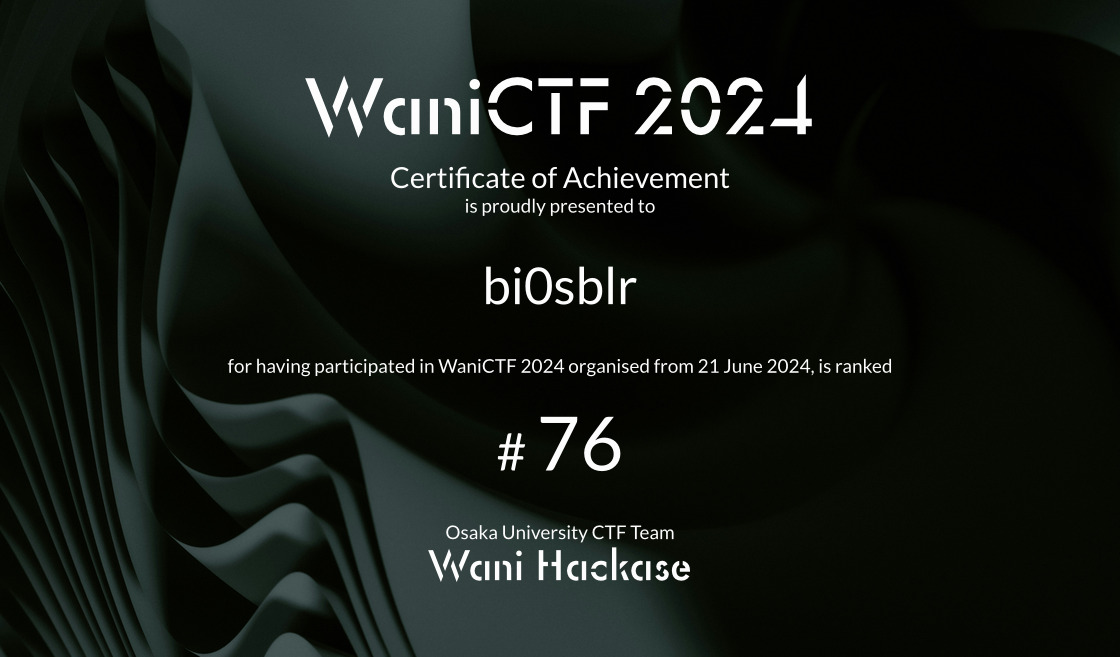 WaniCTF 2024
Certificate of Achievement
is proudly presented to
bi0sblr
for having participated in WaniCTF 2024 organised from 21 June 2024, is ranked
# 76
Osaka University CTF Team
Wani Hackase